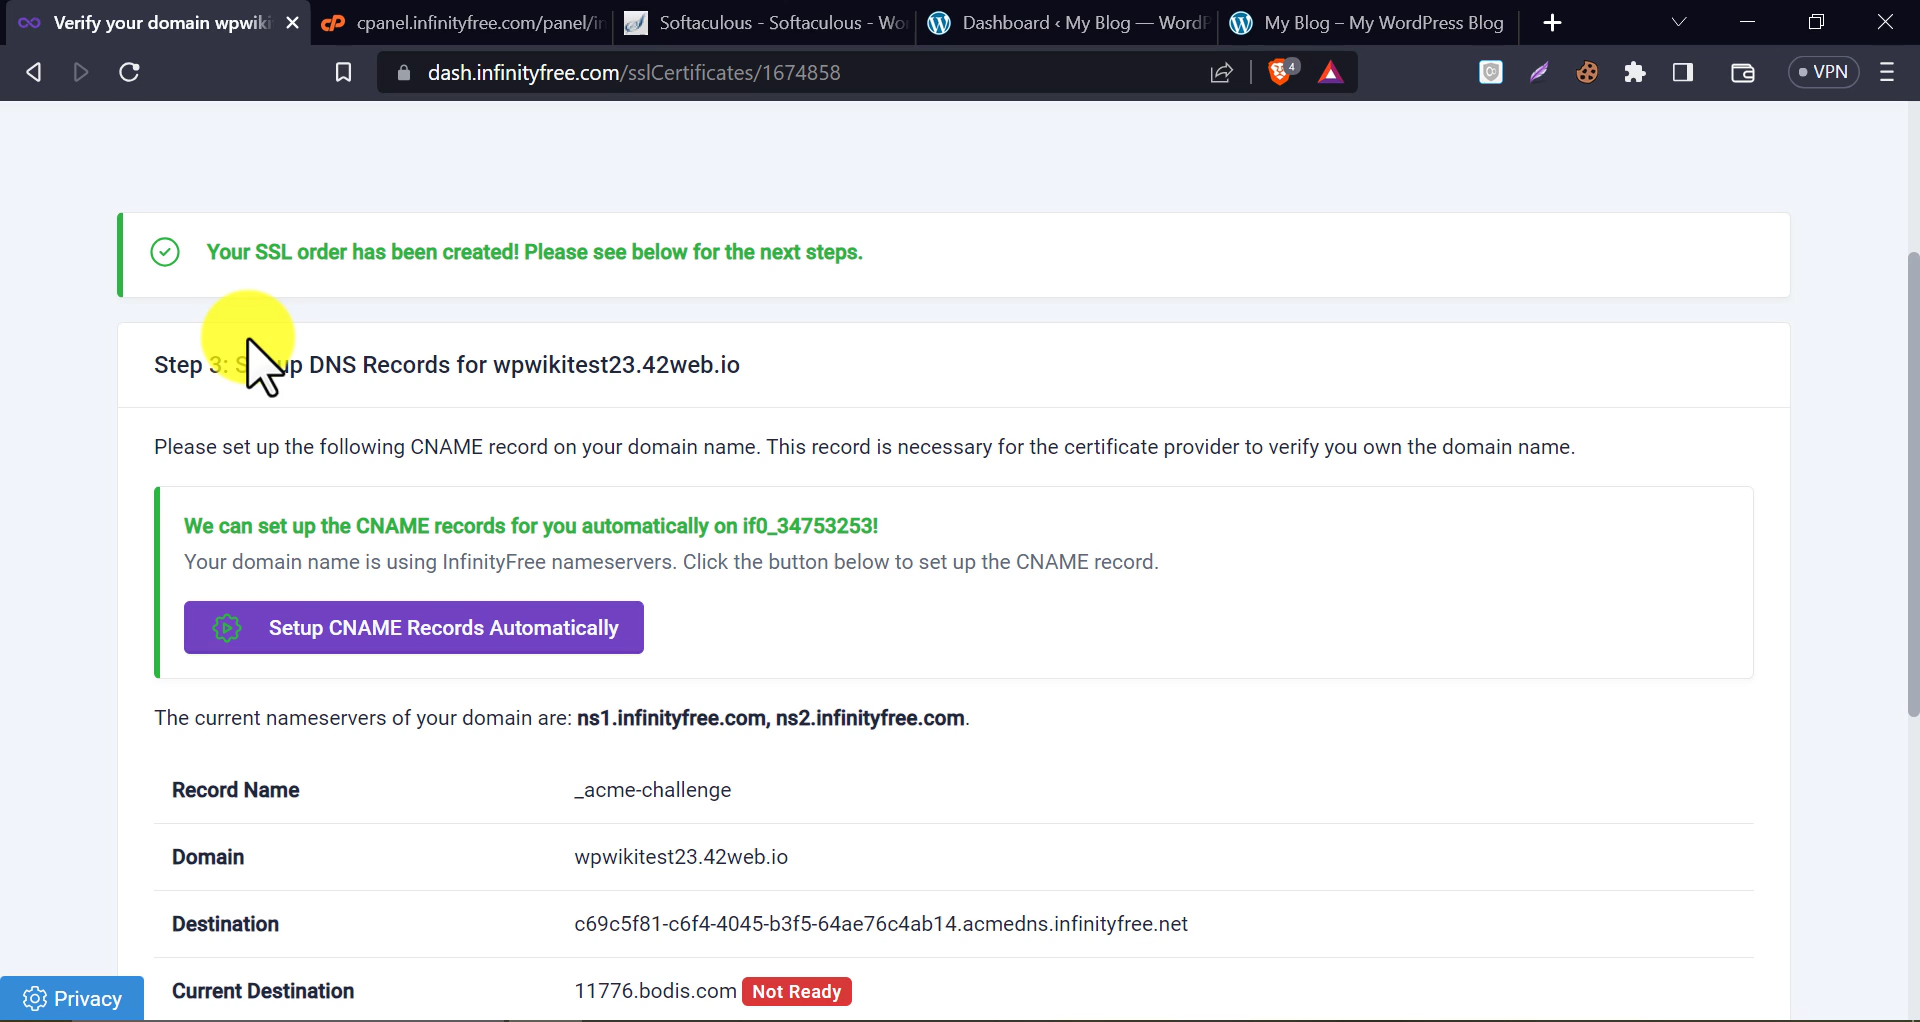 Verify your domain wpwiki
cpanel.infinityfree.com/panel/in
Softaculous - Softaculous - Wo
Dashboard ‹ My Blog — WordP
My Blog – My WordPress Blog
dash.infinityfree.com/sslCertificates/1674858
4
VPN
Your SSL order has been created! Please see below for the next steps.
Step 3: S up DNS Records for wpwikitest23.42web.io
Please set up the following CNAME record on your domain name. This record is necessary for the certificate provider to verify you own the domain name.
We can set up the CNAME records for you automatically on if0_34753253!
Your domain name is using InfinityFree nameservers. Click the button below to set up the CNAME record.
Setup CNAME Records Automatically
The current nameservers of your domain are: ns1.infinityfree.com, ns2.infinityfree.com.
Record Name _acme-challenge
Domain wpwikitest23.42web.io
Destination c69c5f81-c6f4-4045-b3f5-64ae76c4ab14.acmedns.infinityfree.net
Current Destination 11776.bodis.com Not Ready
Privacy